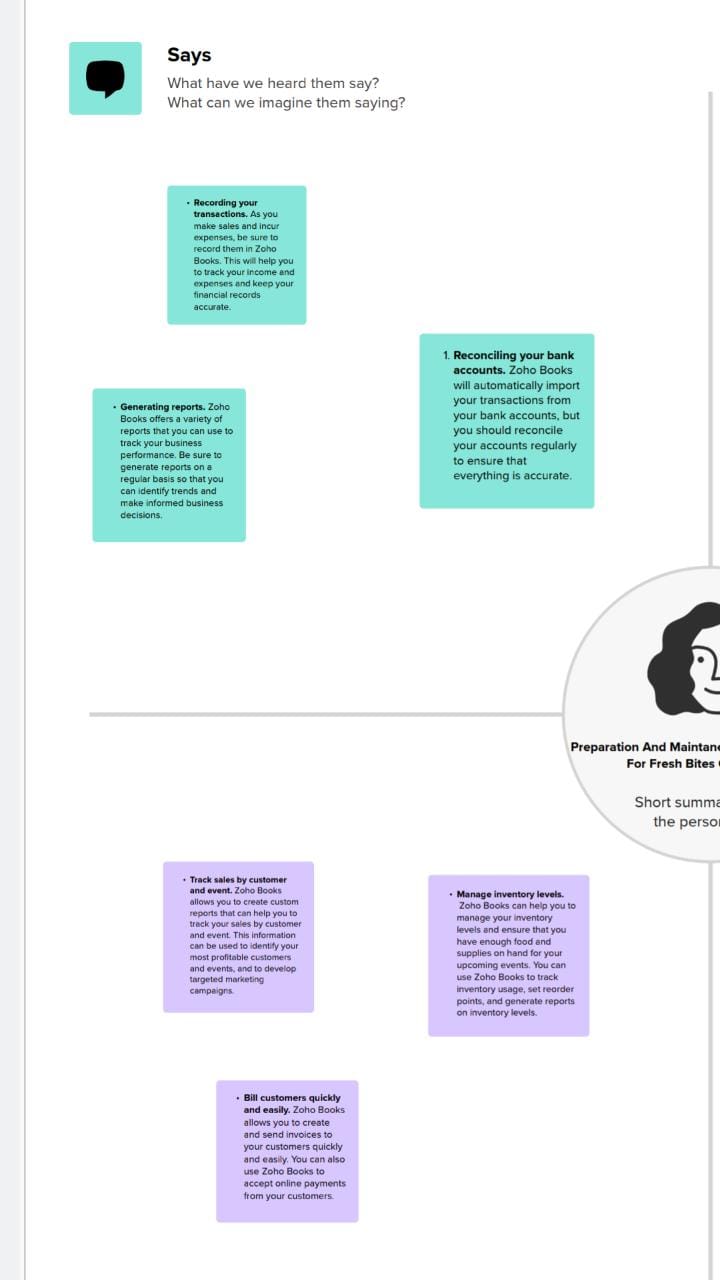 Says
What have we heard them say?
What can we imagine them saying?
• Recording your
transactions. As you
make sales and incur
expenses, be sure to
record them in Zoho
Books. This will help you
to track your income and
expenses and keep your
financial records
accurate.
1. Reconciling your bank
accounts. Zoho Books
will automatically import
your transactions from
your bank accounts, but
you should reconcile
your accounts regularly
to ensure that
everything is accurate.
• Generating reports. Zoho
Books offers a variety of
reports that you can use to
track your business
performance. Be sure to
generate reports on a
regular basis so that you
can identify trends and
make informed business
decisions.
Preparation And Maintane
For Fresh Bites
Short summa
the person
• Track sales by customer
and event. Zoho Books
allows you to create custom
reports that can help you to
track your sales by customer
and event. This information
can be used to identify your
most profitable customers
and events, and to develop
targeted marketing
campaigns.
• Manage inventory levels.
Zoho Books can help you to
manage your inventory
levels and ensure that you
have enough food and
supplies on hand for your
upcoming events. You can
use Zoho Books to track
inventory usage, set reorder
points, and generate reports
on inventory levels.
• Bill customers quickly
and easily. Zoho Books
allows you to create
and send invoices to
your customers quickly
and easily. You can also
use Zoho Books to
accept online payments
from your customers.